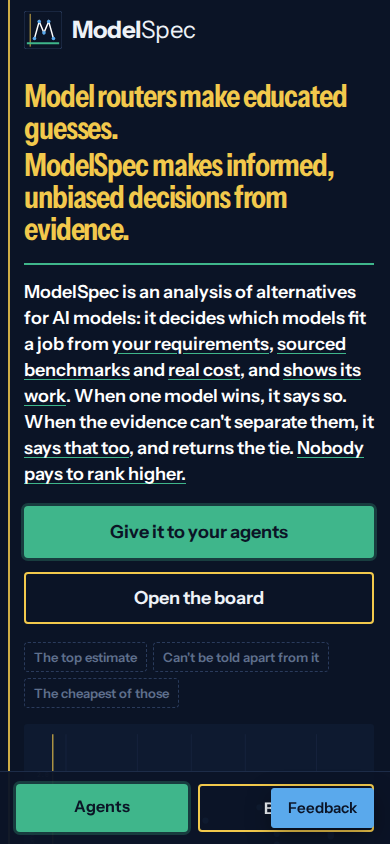 ModelSpec
Model routers make educated
guesses.
ModelSpec makes informed,
unbiased decisions from
evidence.
ModelSpec is an analysis of alternatives
for AI models: it decides which models fit
a job from your requirements, sourced
benchmarks and real cost, and shows its
work. When one model wins, it says so.
When the evidence can't separate them, it
says that too, and returns the tie. Nobody
pays to rank higher.
Give it to your agents
Open the board
The top estimate
Can't be told apart from it
The cheapest of those
Agents
Feedback